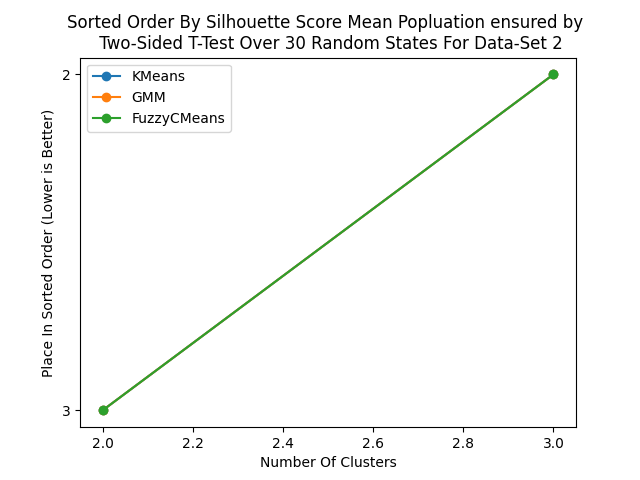 Sorted Order By Silhouette Score Mean Popluation ensured by
Two-Sided T-Test Over 30 Random States For Data-Set 2
KMeans
GMM
FuzzyCMeans
Place In Sorted Order (Lower is Better)
2
3
2.0 2.2 2.4 2.6 2.8 3.0
Number Of Clusters